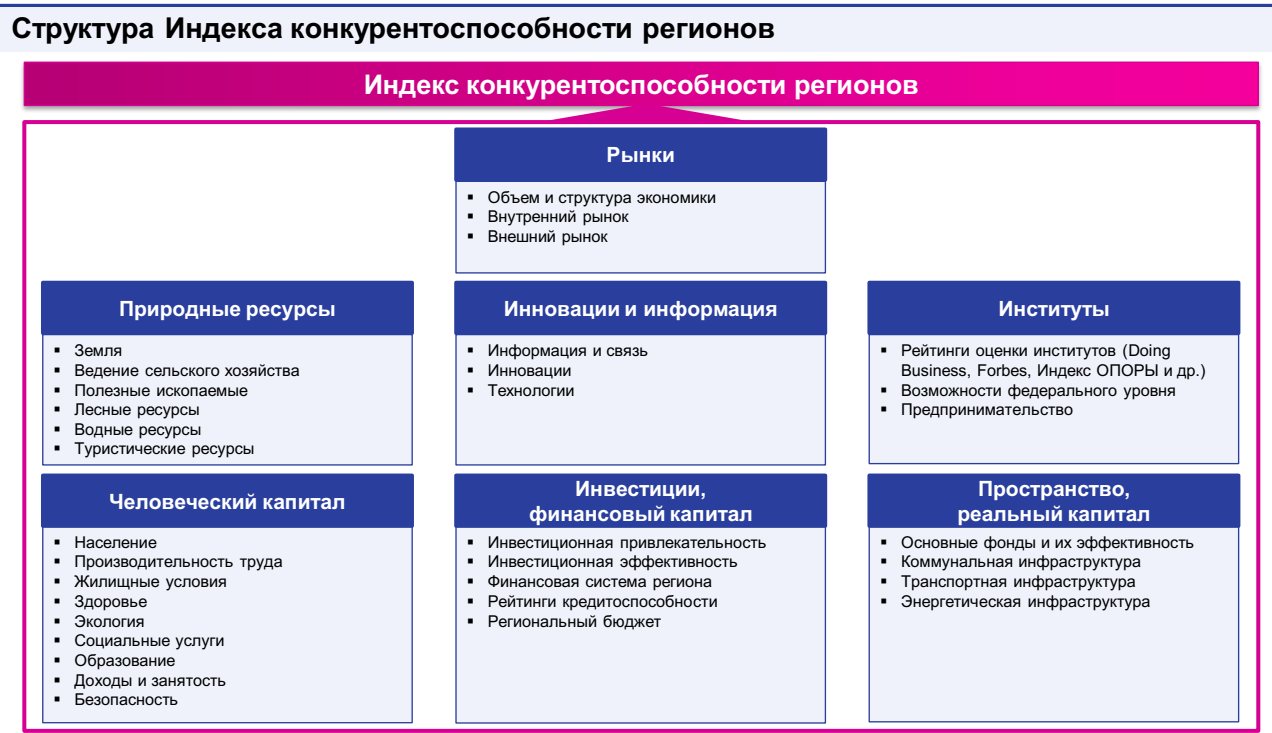 Структура Индекса конкурентоспособности регионов
Индекс конкурентоспособности регионов
Рынки
▪ Объем и структура экономики
▪ Внутренний рынок
▪ Внешний рынок
Природные ресурсы
▪ Земля
▪ Ведение сельского хозяйства
▪ Полезные ископаемые
▪ Лесные ресурсы
▪ Водные ресурсы
▪ Туристические ресурсы
Инновации и информация
▪ Информация и связь
▪ Инновации
▪ Технологии
Институты
▪ Рейтинги оценки институтов (Doing
Business, Forbes, Индекс ОПОРЫ и др.)
▪ Возможности федерального уровня
▪ Предпринимательство
Человеческий капитал
▪ Население
▪ Производительность труда
▪ Жилищные условия
▪ Здоровье
▪ Экология
▪ Социальные услуги
▪ Образование
▪ Доходы и занятость
▪ Безопасность
Инвестиции,
финансовый капитал
▪ Инвестиционная привлекательность
▪ Инвестиционная эффективность
▪ Финансовая система региона
▪ Рейтинги кредитоспособности
▪ Региональный бюджет
Пространство,
реальный капитал
▪ Основные фонды и их эффективность
▪ Коммунальная инфраструктура
▪ Транспортная инфраструктура
▪ Энергетическая инфраструктура